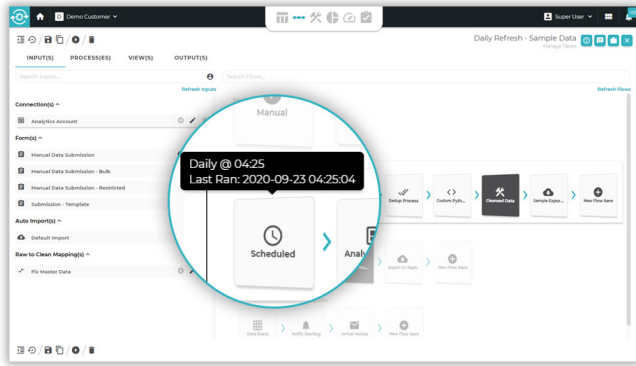 Demo Customer
Super User
Daily Refresh - Sample Data
Manage Tables
INPUT(S) PROCESS(ES) VIEW(S) OUTPUT(S)
Search Inputs...
Search Flows...
Refresh Inputs
Refresh Flows
Connection(s)
Analytics Account
Form(s)
Manual Data Submission
Manual Data Submission - Bulk
Manual Data Submission - Restricted
Submission - Template
Auto Import(s)
Default Import
Raw to Clean Mapping(s)
Fix Master Data
Manual
Daily @ 04:25
Last Ran: 2020-09-23 04:25:04
Scheduled
Dedup Process
Custom Pyth...
Cleansed Data
Sample Expor...
New Flow Item
Export to Team
New Flow Item
Data Event
Notify Starting
Arrival Notice
New Flow Item